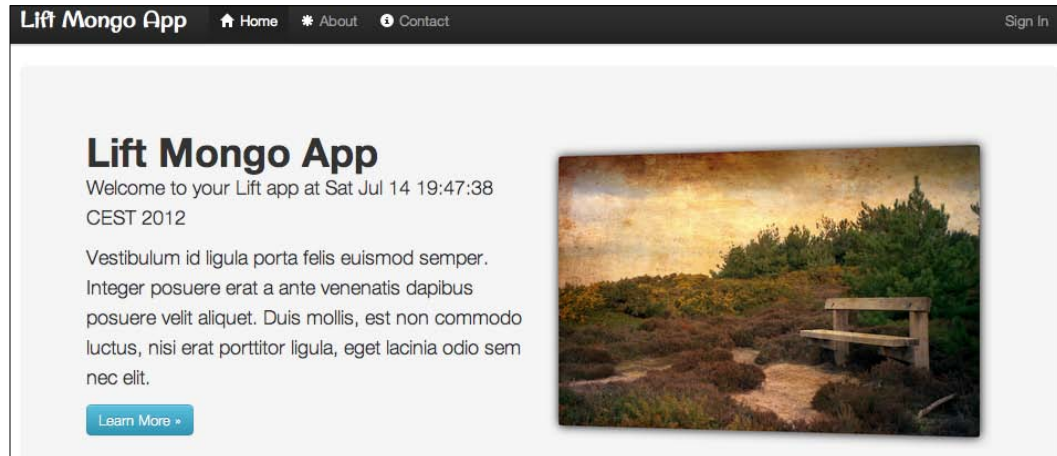 Lift Mongo App
Home
About
Contact
Sign In
Lift Mongo App
Welcome to your Lift app at Sat Jul 14 19:47:38
CEST 2012
Vestibulum id ligula porta felis euismod semper.
Integer posuere erat a ante venenatis dapibus
posuere velit aliquet. Duis mollis, est non commodo
luctus, nisi erat porttitor ligula, eget lacinia odio sem
nec elit.
Learn More »